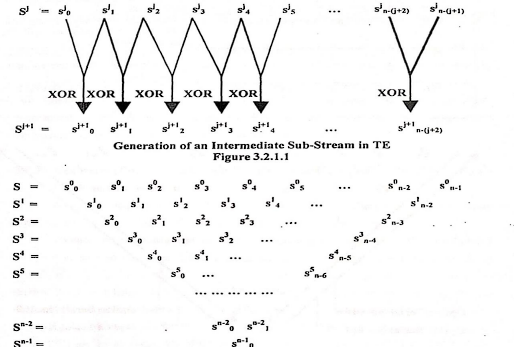 S^j = s^j_0 s^j_1 s^j_2 s^j_3 s^j_4 s^j_5 ... s^j_n-(j+2) s^j_n-(j+1)
XOR XOR XOR XOR XOR XOR
S^j+1 = s^j+1_0 s^j+1_1 s^j+1_2 s^j+1_3 s^j+1_4 ... s^j+1_n-(j+2)
Generation of an Intermediate Sub-Stream in TE
Figure 3.2.1.1
S = s^0_0 s^0_1 s^0_2 s^0_3 s^0_4 s^0_5 ... s^0_n-2 s^0_n-1
S^1 = s^1_0 s^1_1 s^1_2 s^1_3 s^1_4 ... s^1_n-2
S^2 = s^2_0 s^2_1 s^2_2 s^2_3 ... s^2_n-3
S^3 = s^3_0 s^3_1 s^3_2 ... s^3_n-4
S^4 = s^4_0 s^4_1 ... s^4_n-5
S^5 = s^5_0 ... s^5_n-6
... ... ... ... ...
S^n-2 = s^n-2_0 s^n-2_1
S^n-1 = s^n-1_0